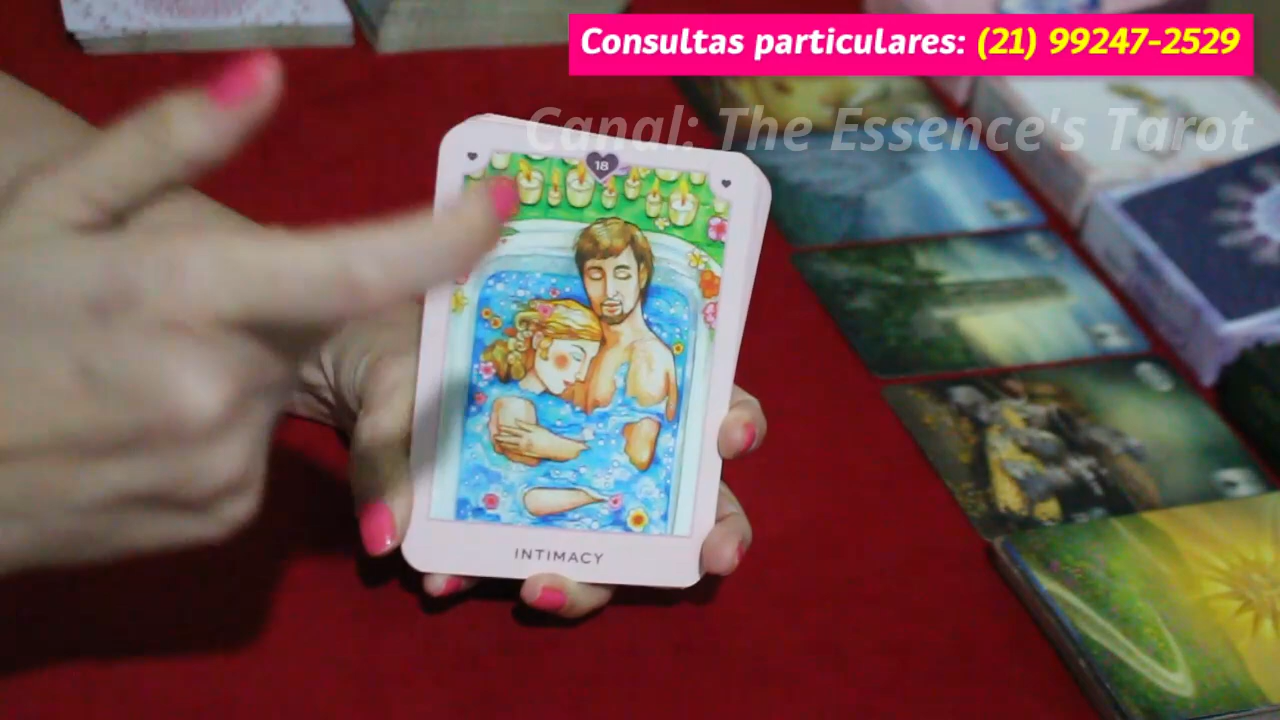 Consultas particulares: (21) 99247-2529
Canal: The Essence's Tarot
18
INTIMACY